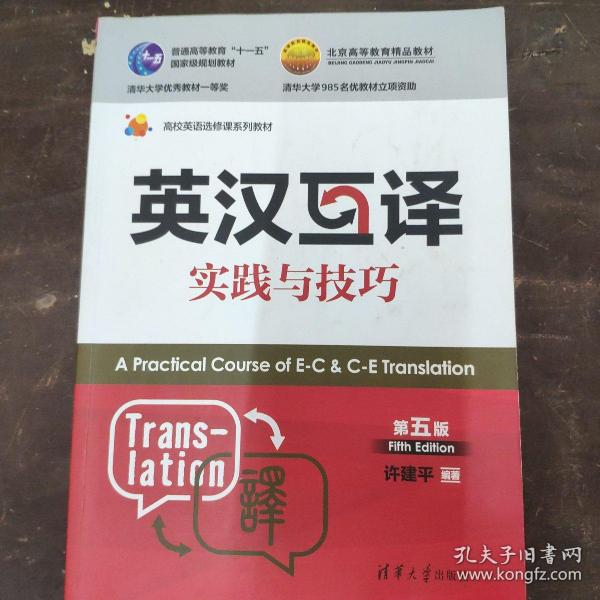 普通高等教育“十一五”
国家级规划教材
北京高等教育精品教材
BEIJING GAODENG JIAOYU JINGPIN JIAOCAI
清华大学优秀教材一等奖
清华大学985名优教材立项资助
高校英语选修课系列教材
英汉互译
实践与技巧
A Practical Course of E-C & C-E Translation
Trans-
lation
譯
第五版
Fifth Edition
许建平 编著
清华大学出版
孔夫子旧书网
www.kongfz.com